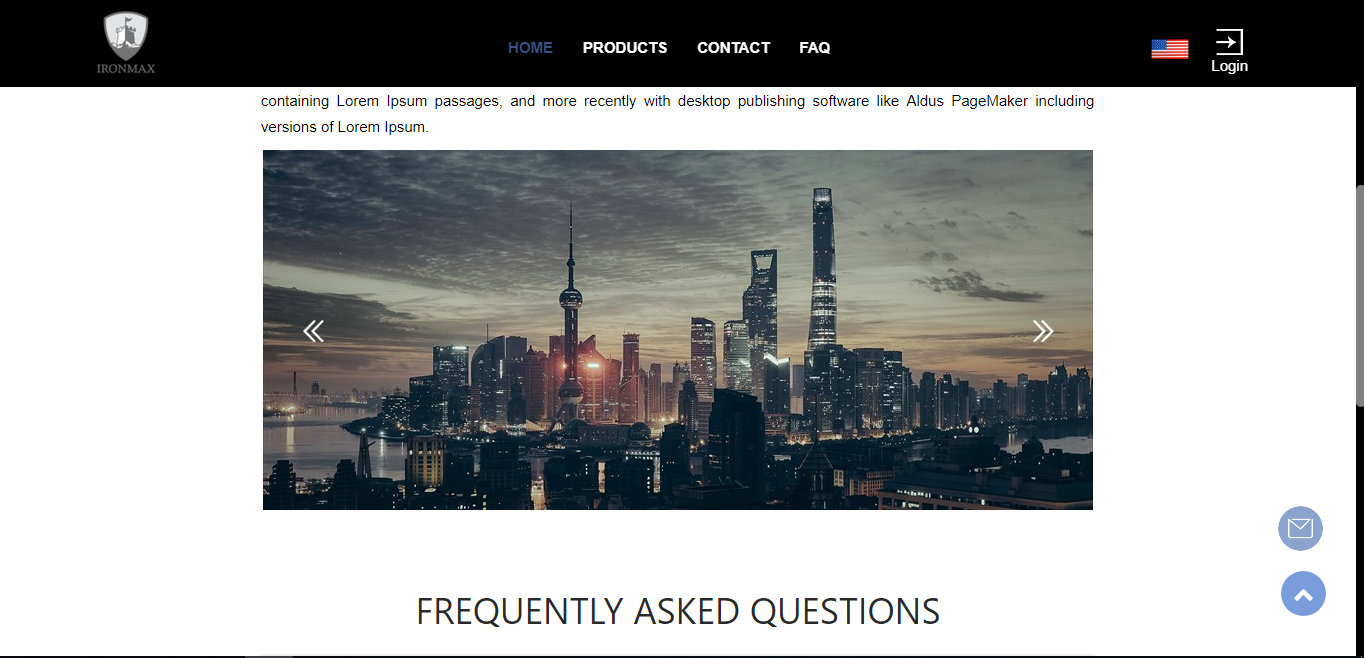 IRONMAX
HOME PRODUCTS CONTACT FAQ
Login
containing Lorem Ipsum passages, and more recently with desktop publishing software like Aldus PageMaker including
versions of Lorem Ipsum.
FREQUENTLY ASKED QUESTIONS